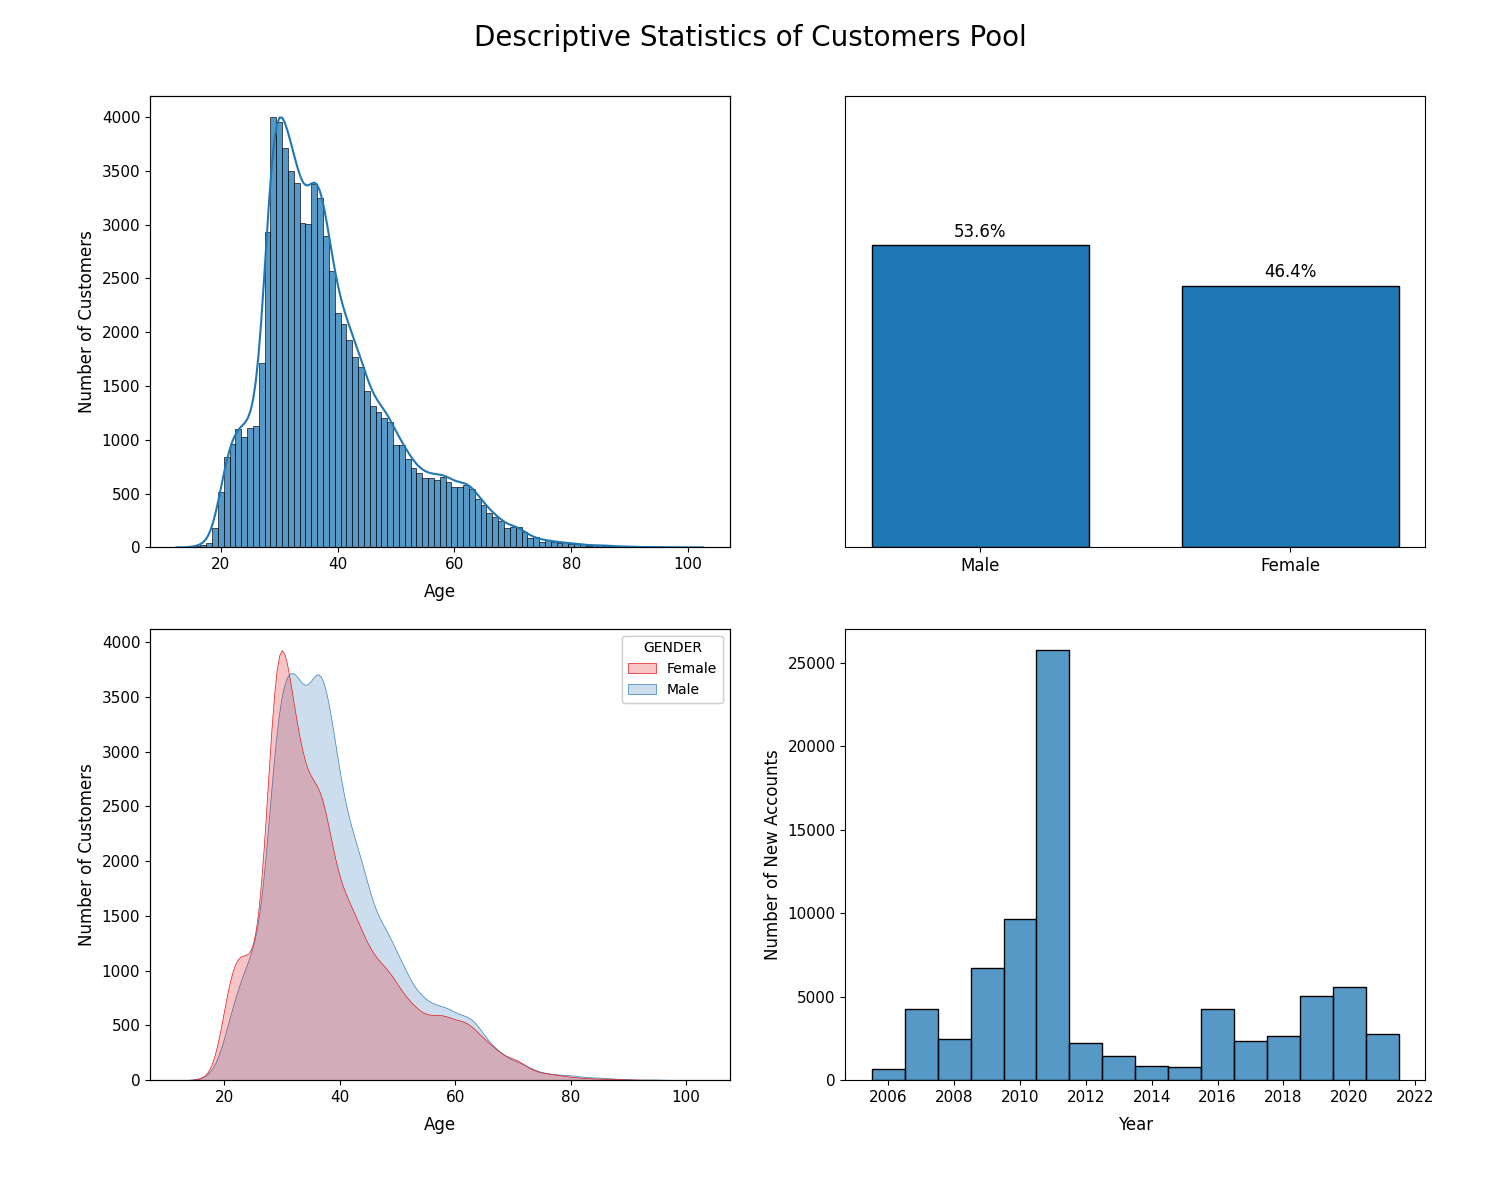 Descriptive Statistics of Customers Pool
4000
3500
3000
2500
2000
1500
1000
500
0
Number of Customers
20 40 60 80 100
Age
53.6%
46.4%
Male Female
4000
3500
3000
2500
2000
1500
1000
500
0
Number of Customers
20 40 60 80 100
Age
GENDER
Female
Male
25000
20000
15000
10000
5000
0
Number of New Accounts
2006 2008 2010 2012 2014 2016 2018 2020 2022
Year